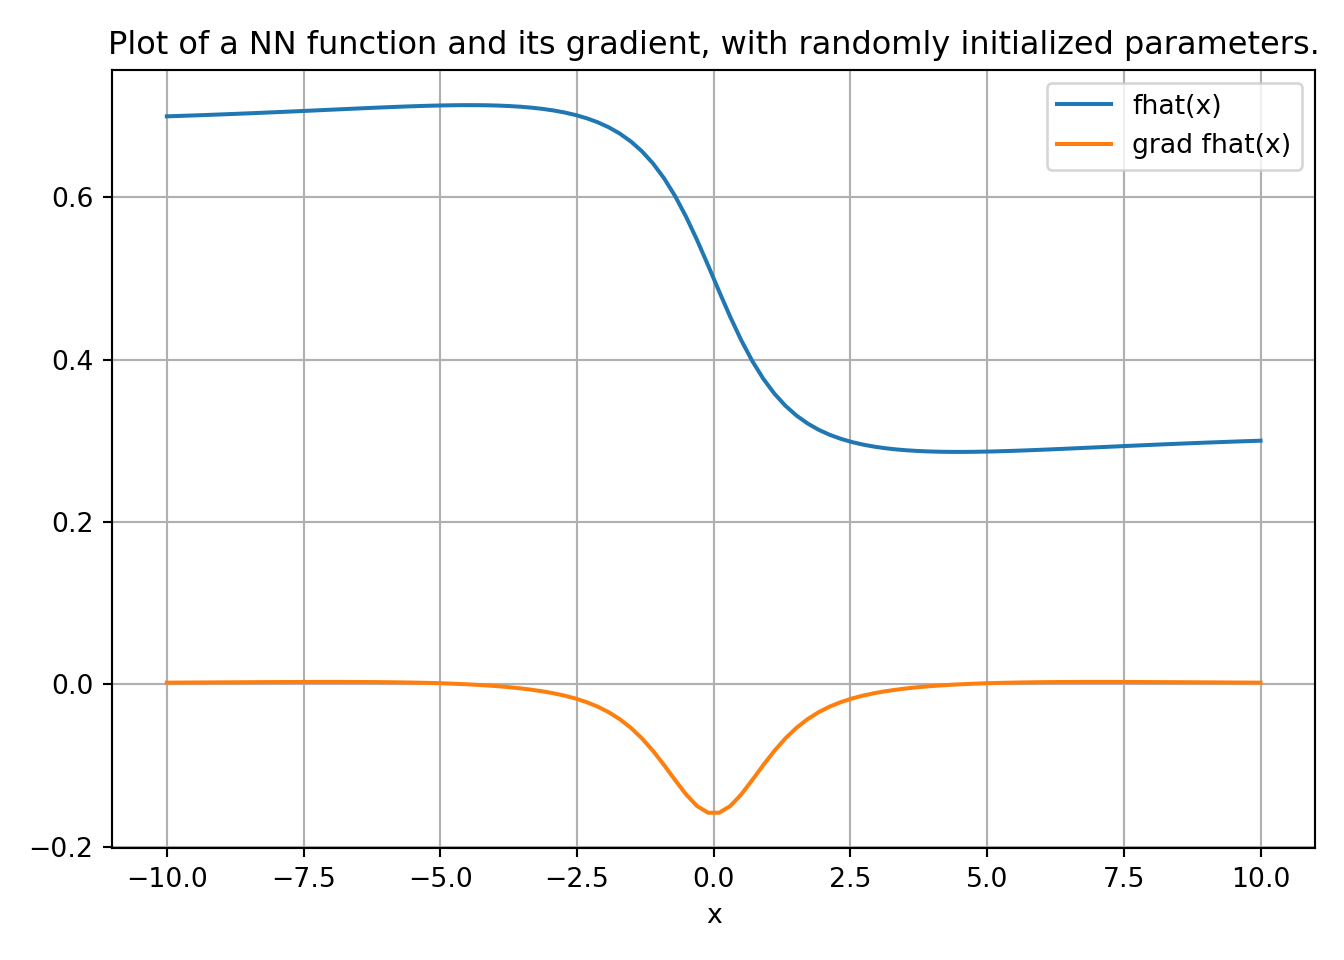 Plot of a NN function and its gradient, with randomly initialized parameters.
fhat(x)
grad fhat(x)
0.6
0.4
0.2
0.0
−0.2
−10.0 −7.5 −5.0 −2.5 0.0 2.5 5.0 7.5 10.0
x